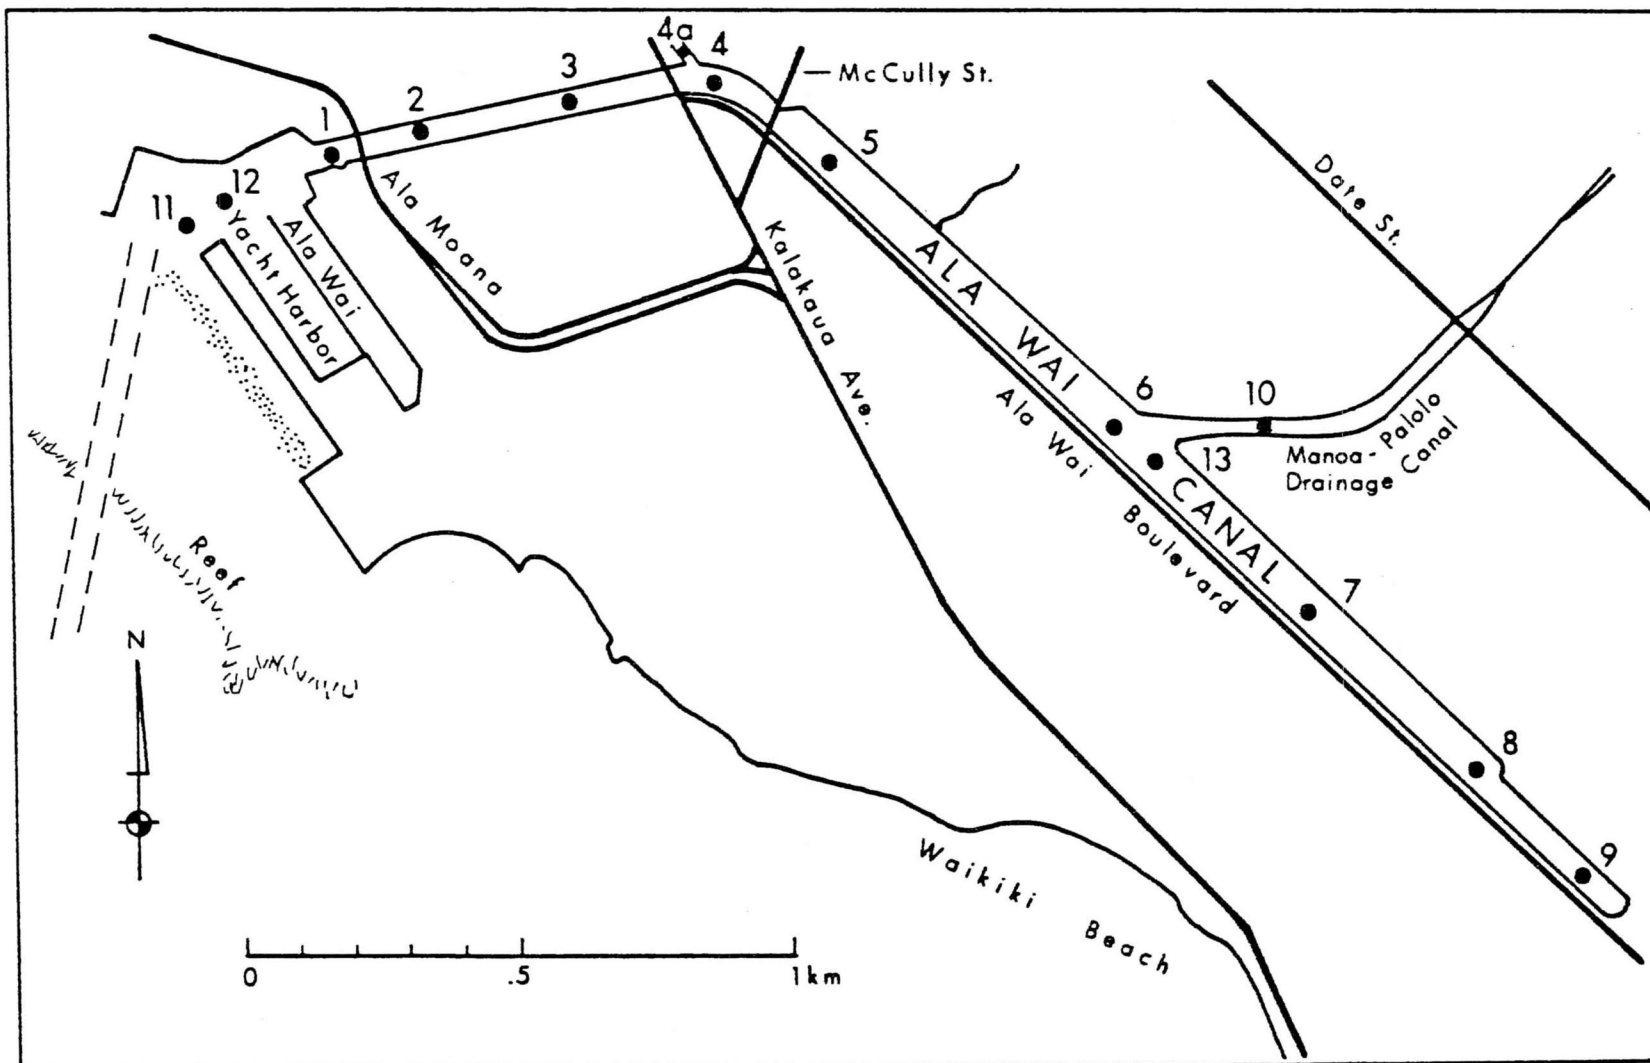 4a
4
3
McCully St.
2
1
5
12
11
Date St.
Ala Moana
Yacht Harbor
Ala Wai
Kalakaua Ave.
ALA WAI CANAL
6
10
13
Manoa-Palolo
Drainage Canal
Ala Wai Boulevard
Reef
7
N
8
9
Waikiki Beach
0 .5 1km